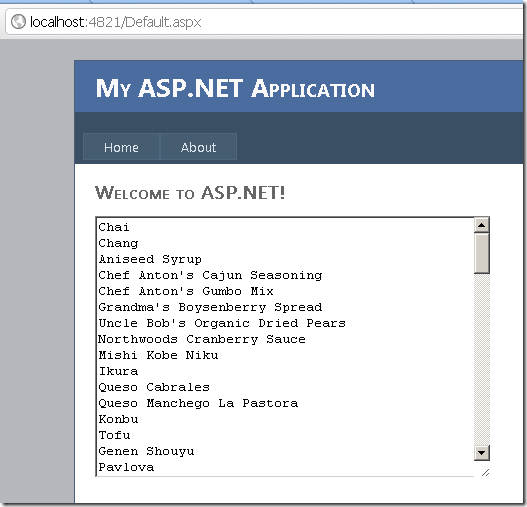 localhost:4821/Default.aspx
My ASP.NET Application
Home About
Welcome to ASP.NET!
Chai
Chang
Aniseed Syrup
Chef Anton's Cajun Seasoning
Chef Anton's Gumbo Mix
Grandma's Boysenberry Spread
Uncle Bob's Organic Dried Pears
Northwoods Cranberry Sauce
Mishi Kobe Niku
Ikura
Queso Cabrales
Queso Manchego La Pastora
Konbu
Tofu
Genen Shouyu
Pavlova